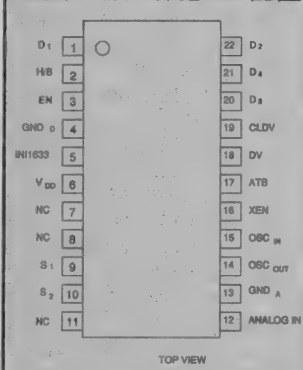 D1 1 22 D2
H/B 2 21 D4
EN 3 20 D8
GND D 4 19 CLDV
INI1633 5 18 DV
VDD 6 17 ATB
NC 7 16 XEN
NC 8 15 OSC IN
S1 9 14 OSC OUT
S2 10 13 GND A
NC 11 12 ANALOG IN
TOP VIEW